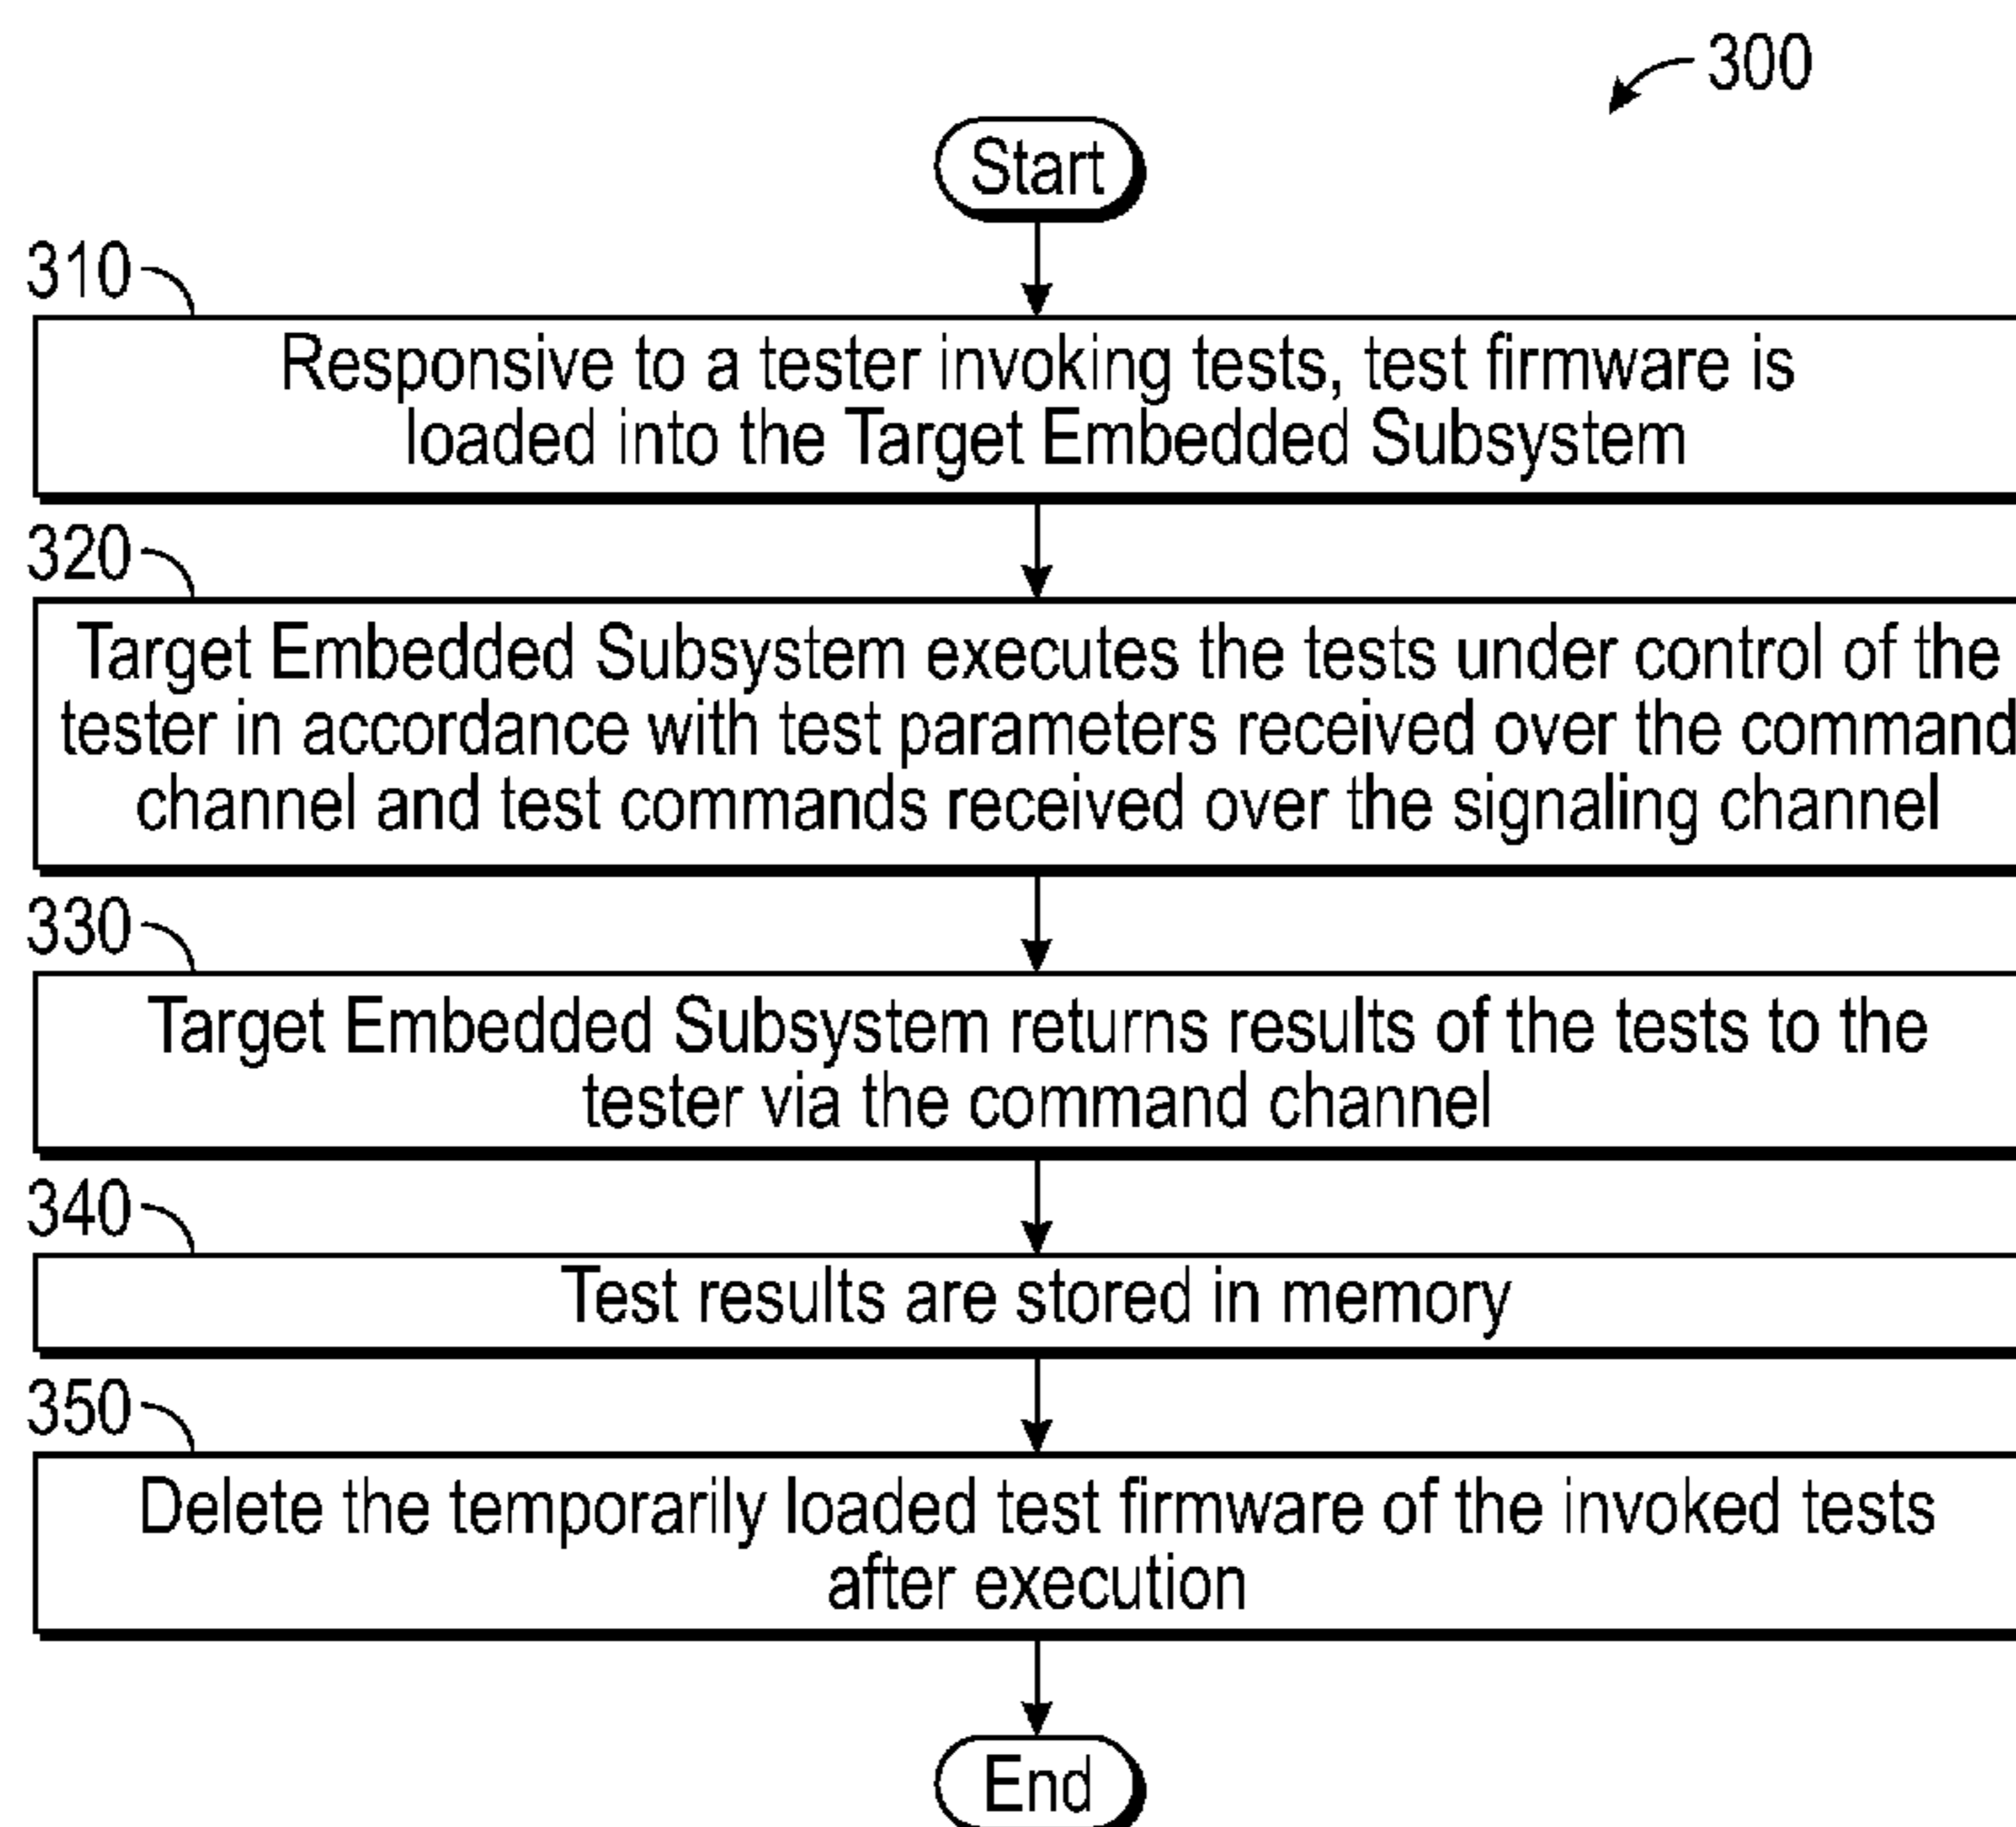 300
Start
310
Responsive to a tester invoking tests, test firmware is
loaded into the Target Embedded Subsystem
320
Target Embedded Subsystem executes the tests under control of the
tester in accordance with test parameters received over the command
channel and test commands received over the signaling channel
330
Target Embedded Subsystem returns results of the tests to the
tester via the command channel
340
Test results are stored in memory
350
Delete the temporarily loaded test firmware of the invoked tests
after execution
End